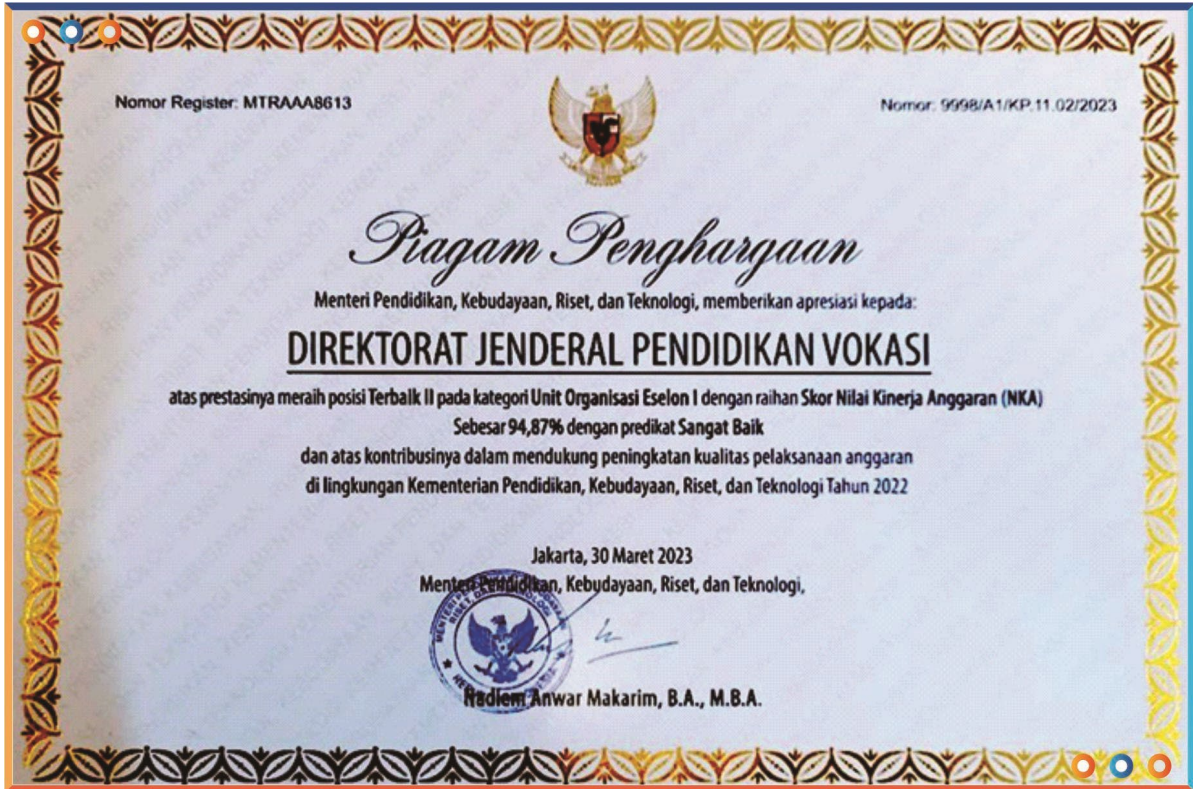 Nomor Register: MTRAAA8613
Nomor: 9998/A1/KP.11.02/2023
Piagam Penghargaan
Menteri Pendidikan, Kebudayaan, Riset, dan Teknologi, memberikan apresiasi kepada:
DIREKTORAT JENDERAL PENDIDIKAN VOKASI
atas prestasinya meraih posisi Terbaik II pada kategori Unit Organisasi Eselon I dengan raihan Skor Nilai Kinerja Anggaran (NKA)
Sebesar 94,87% dengan predikat Sangat Baik
dan atas kontribusinya dalam mendukung peningkatan kualitas pelaksanaan anggaran
di lingkungan Kementerian Pendidikan, Kebudayaan, Riset, dan Teknologi Tahun 2022
Jakarta, 30 Maret 2023
Menteri Pendidikan, Kebudayaan, Riset, dan Teknologi,
Nadiem Anwar Makarim, B.A., M.B.A.